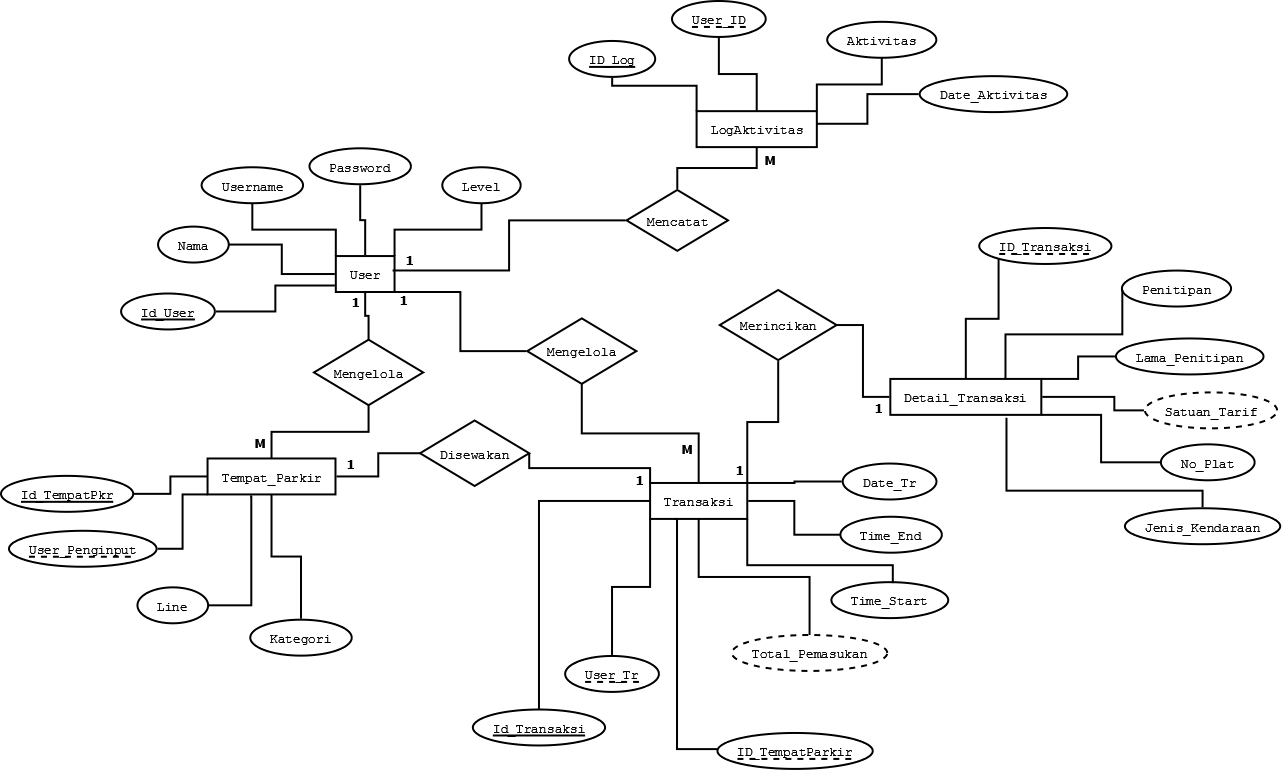 User_ID
Aktivitas
ID_Log
Date_Aktivitas
LogAktivitas
M
Password
Username
Level
Mencatat
Nama
ID_Transaksi
1
User
Penitipan
1
1
Id_User
Merincikan
Mengelola
Lama_Penitipan
Mengelola
Detail_Transaksi
1
Satuan_Tarif
M
M
Disewakan
1
No_Plat
Tempat_Parkir
1
1
Date_Tr
Id_TempatPkr
Transaksi
Jenis_Kendaraan
Time_End
User_Penginput
Line
Time_Start
Kategori
Total_Pemasukan
User_Tr
Id_Transaksi
ID_TempatParkir